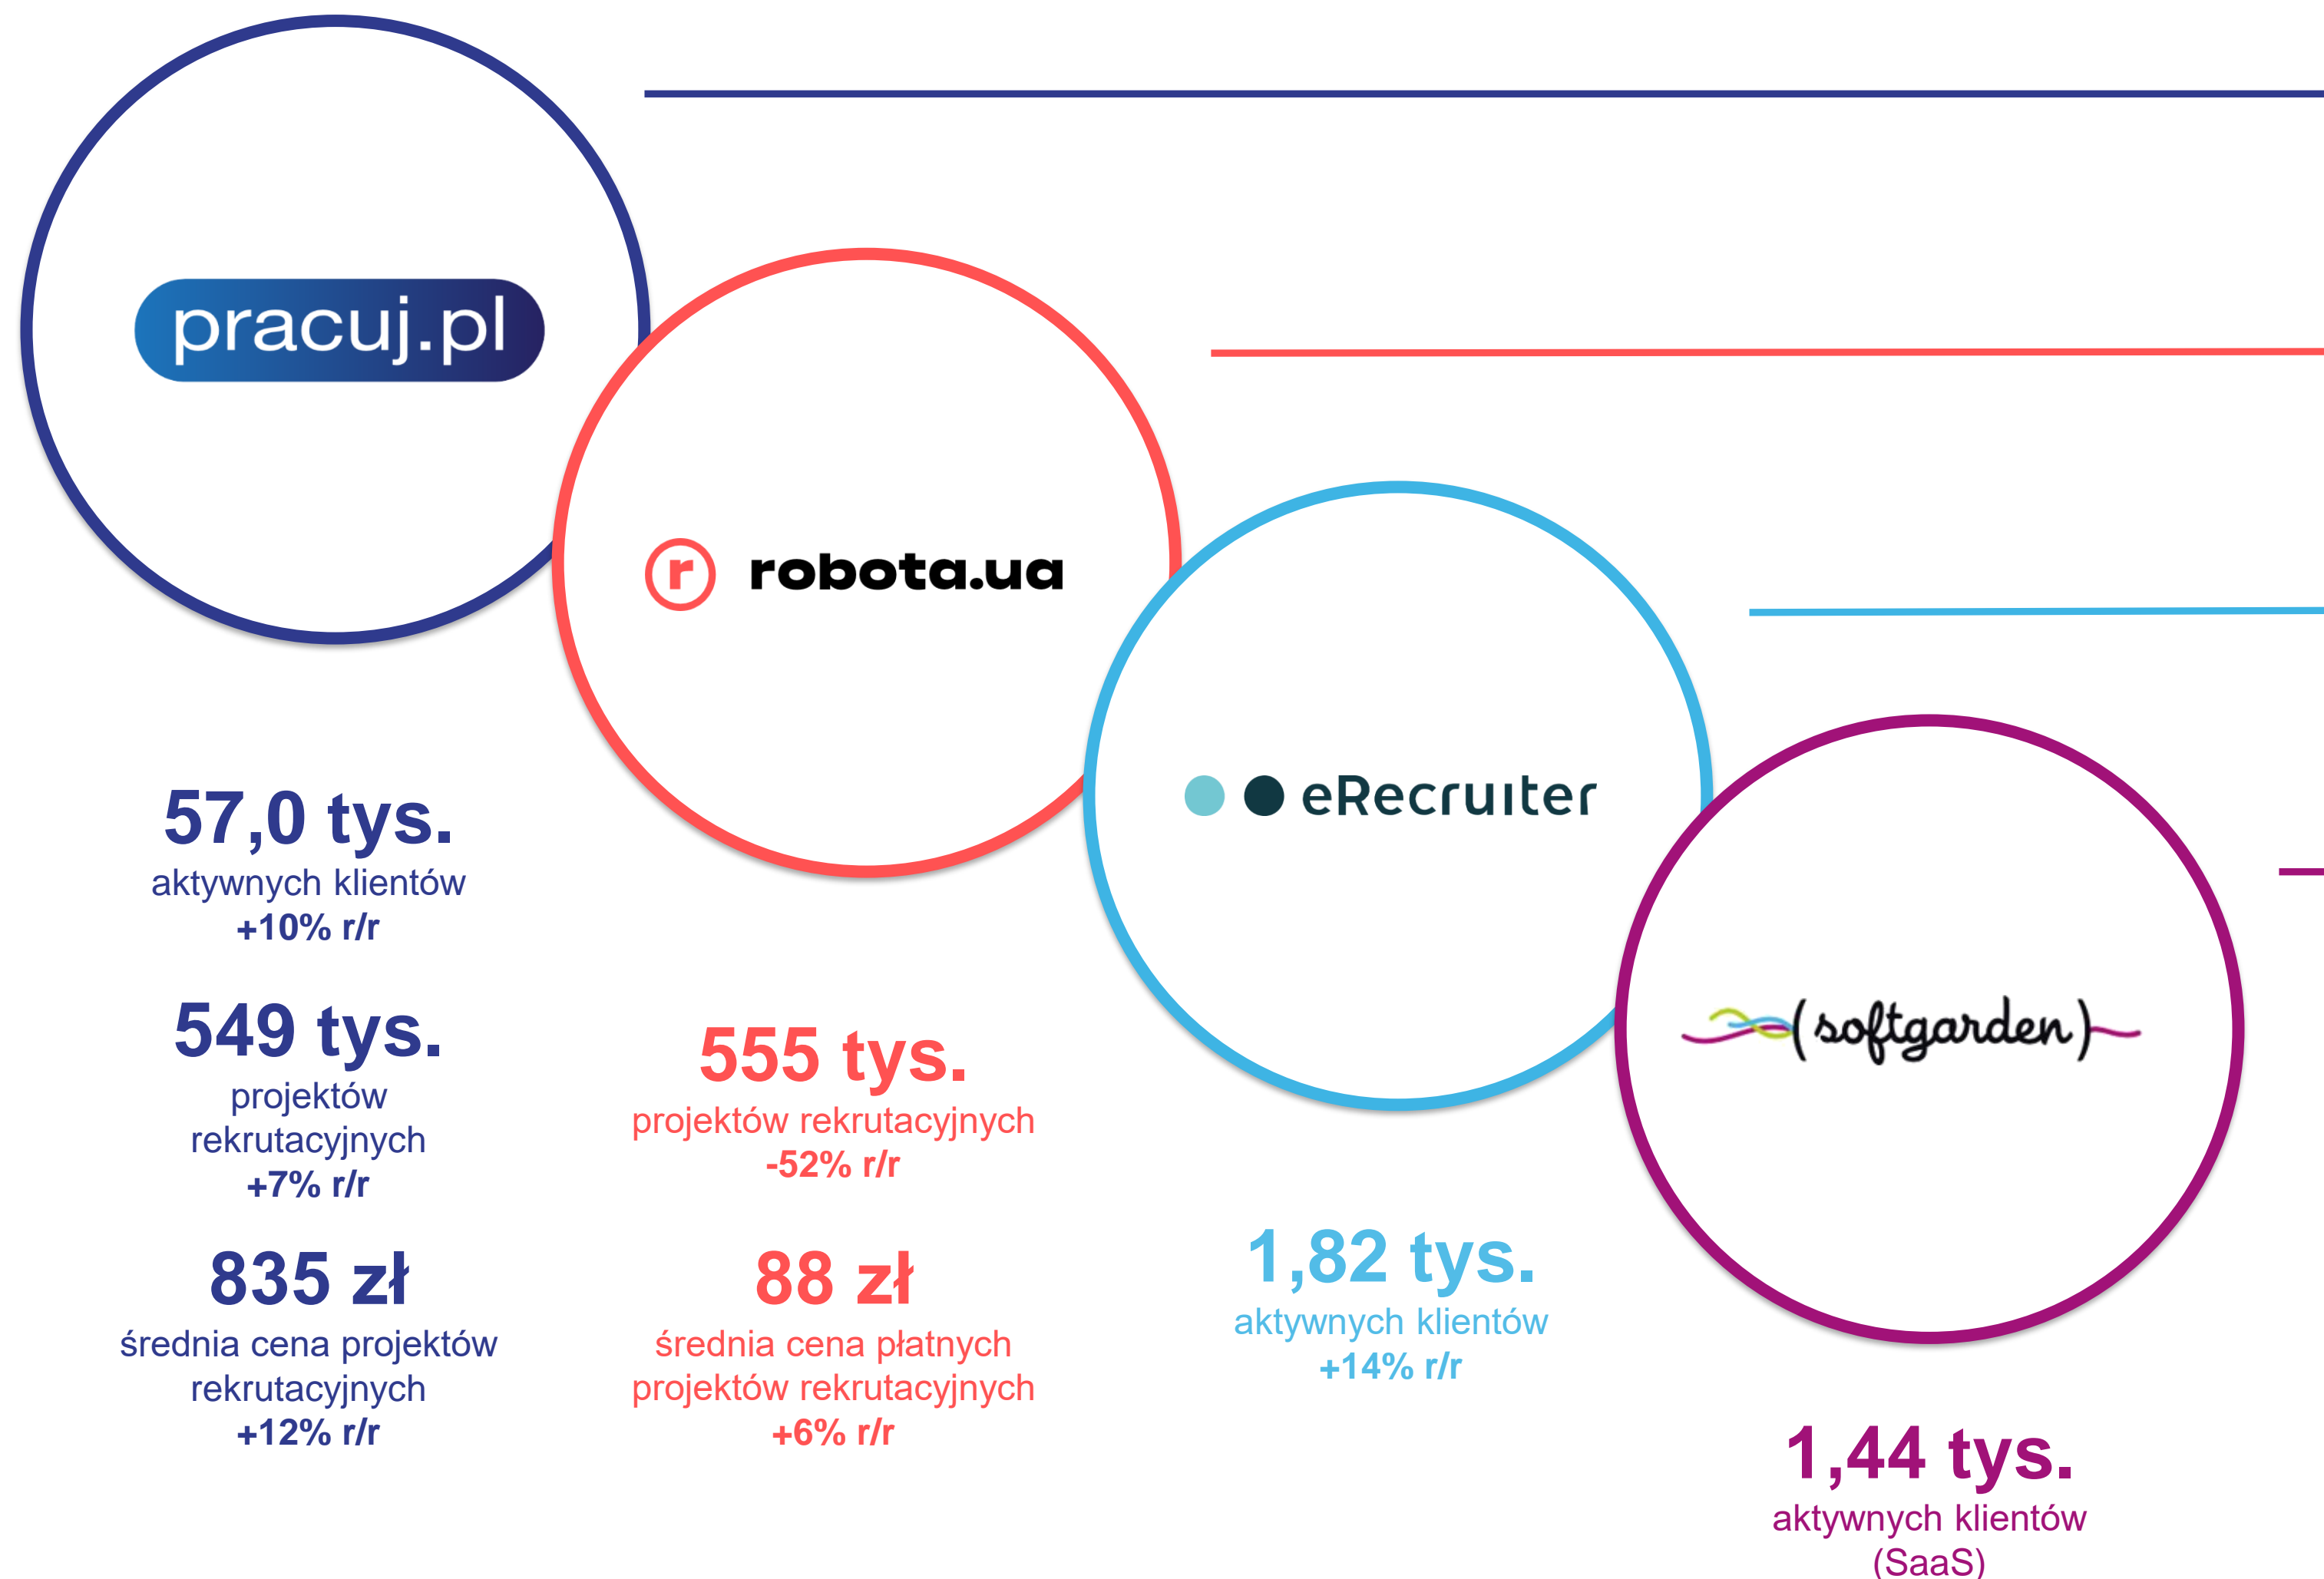 pracuj.pl
57,0 tys.
aktywnych klientów
+10% r/r
549 tys.
projektów
rekrutacyjnych
+7% r/r
835 zł
średnia cena projektów
rekrutacyjnych
+12% r/r
r robota.ua
555 tys.
projektów rekrutacyjnych
-52% r/r
88 zł
średnia cena płatnych
projektów rekrutacyjnych
+6% r/r
eRecruiter
1,82 tys.
aktywnych klientów
+14% r/r
(softgarden)
1,44 tys.
aktywnych klientów
(SaaS)